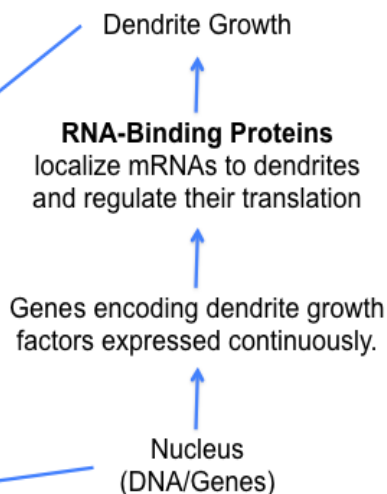 Dendrite Growth
RNA-Binding Proteins
localize mRNAs to dendrites
and regulate their translation
Genes encoding dendrite growth
factors expressed continuously.
Nucleus
(DNA/Genes)